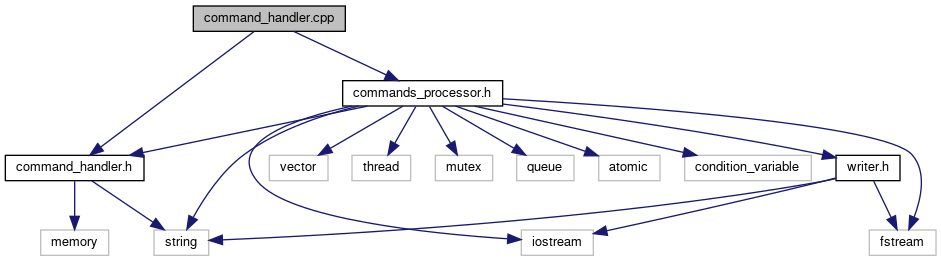 command_handler.cpp
commands_processor.h
command_handler.h
vector
thread
mutex
queue
atomic
condition_variable
writer.h
memory
string
iostream
fstream